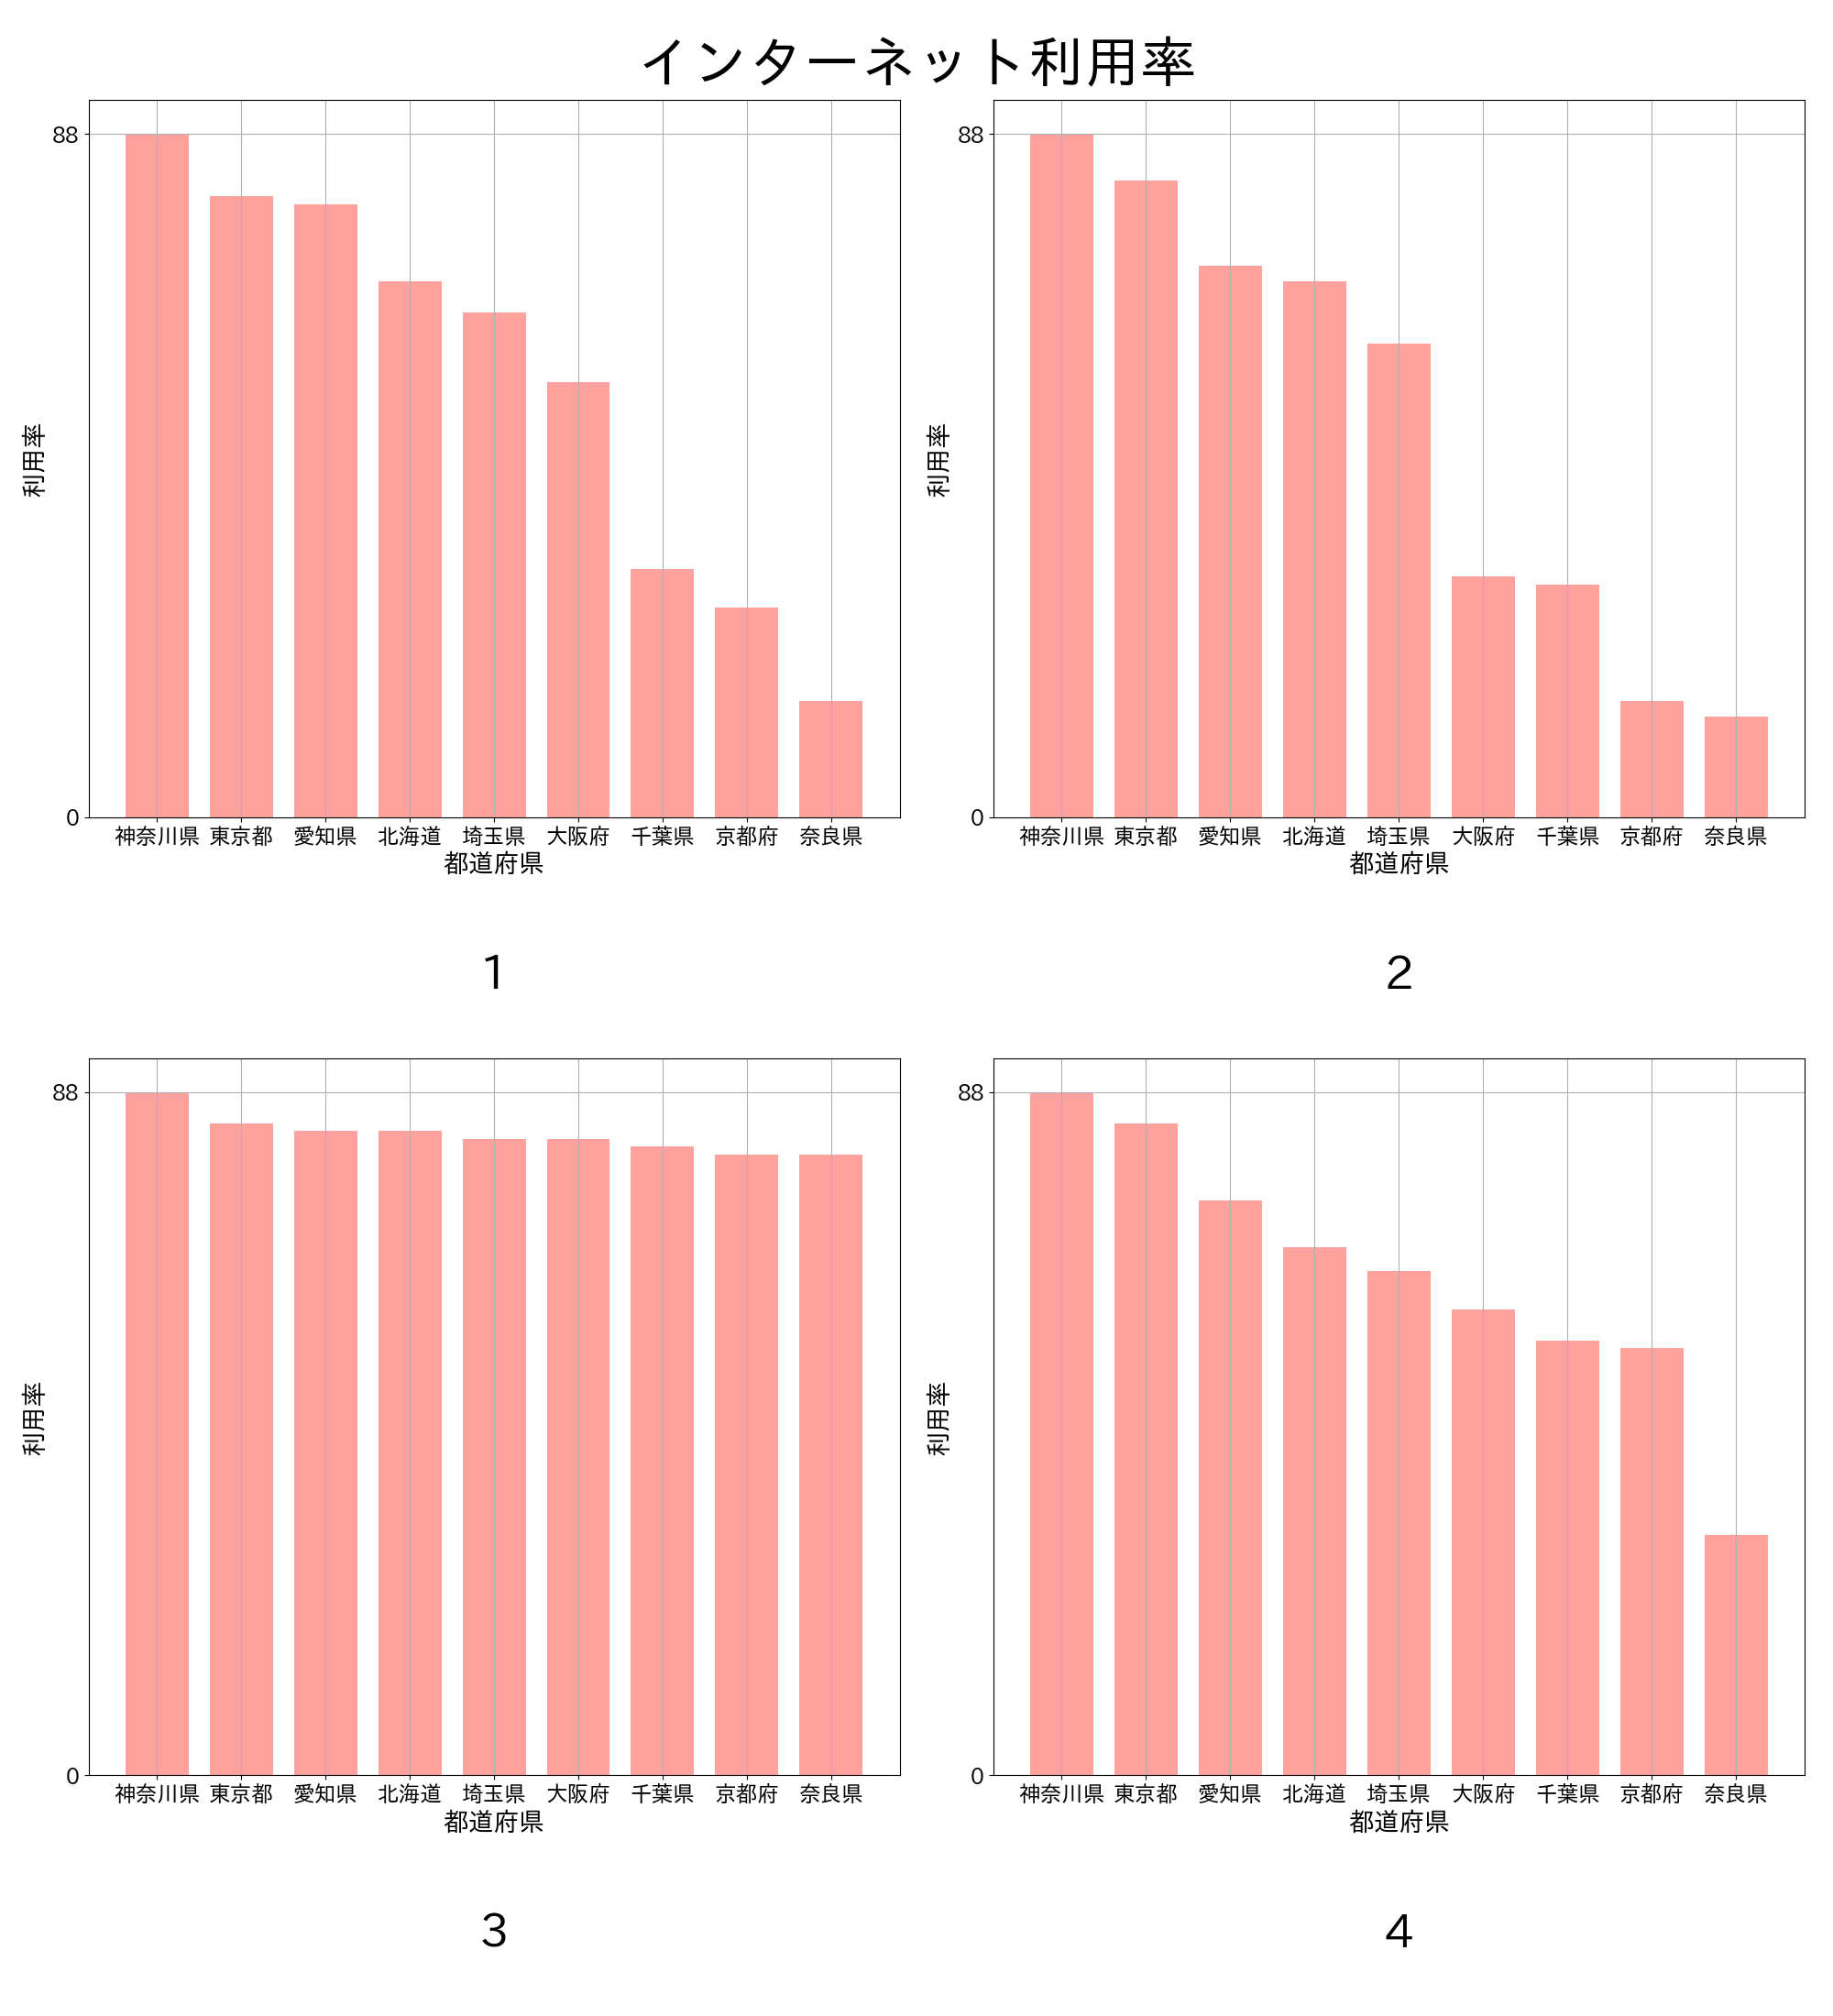 インターネット利用率
88
0
利用率
神奈川県 東京都 愛知県 北海道 埼玉県 大阪府 千葉県 京都府 奈良県
都道府県
1
88
0
利用率
神奈川県 東京都 愛知県 北海道 埼玉県 大阪府 千葉県 京都府 奈良県
都道府県
2
88
0
利用率
神奈川県 東京都 愛知県 北海道 埼玉県 大阪府 千葉県 京都府 奈良県
都道府県
3
88
0
利用率
神奈川県 東京都 愛知県 北海道 埼玉県 大阪府 千葉県 京都府 奈良県
都道府県
4